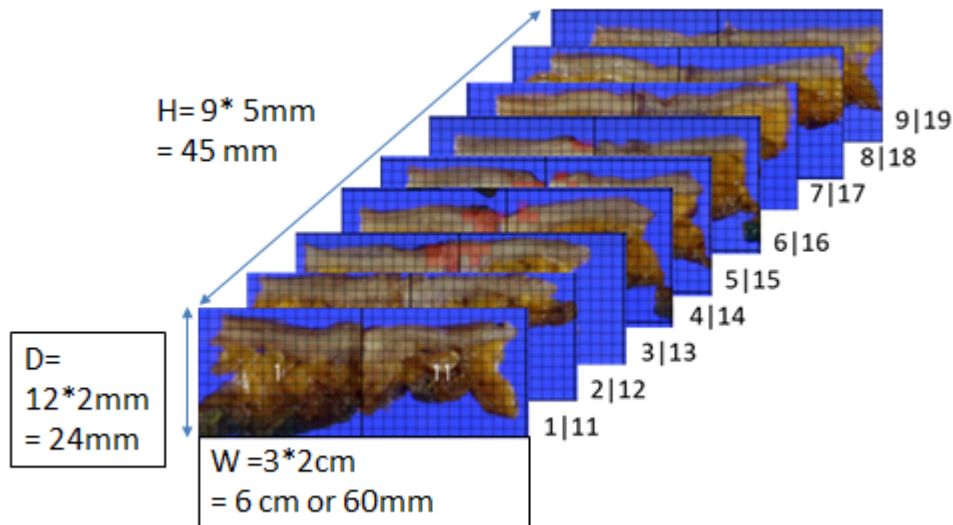 H= 9* 5mm
= 45 mm
9|19
8|18
7|17
6|16
5|15
4|14
3|13
2|12
1|11
D=
12*2mm
= 24mm
W =3*2cm
= 6 cm or 60mm
11